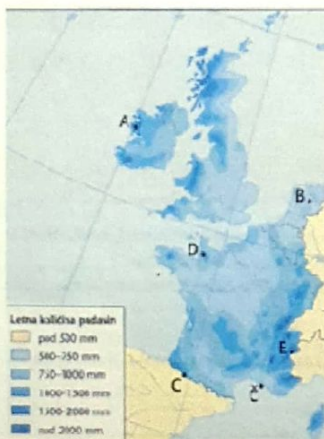 A
B
D
E
C
C
Letna količina padavin
pod 500 mm
500–750 mm
750–1000 mm
1000–1500 mm
1500–2000 mm
nad 2000 mm